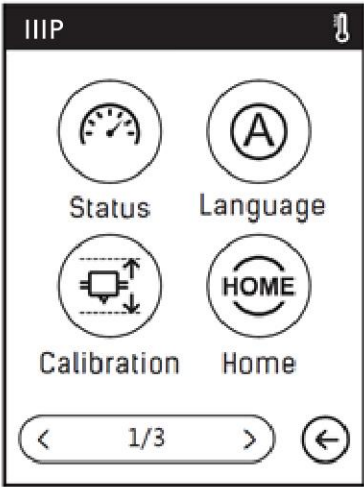 IIIP
Status
Language
A
HOME
Calibration
Home
< 1/3 >